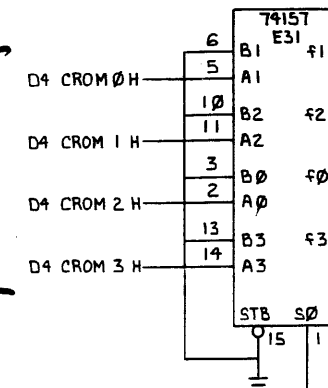 74157
E31
6 B1 f1
D4 CROM Ø H 5 A1
1Ø B2 f2
D4 CROM 1 H 11 A2
3 BØ fØ
D4 CROM 2 H 2 AØ
13 B3 f3
D4 CROM 3 H 14 A3
STB SØ
15 1